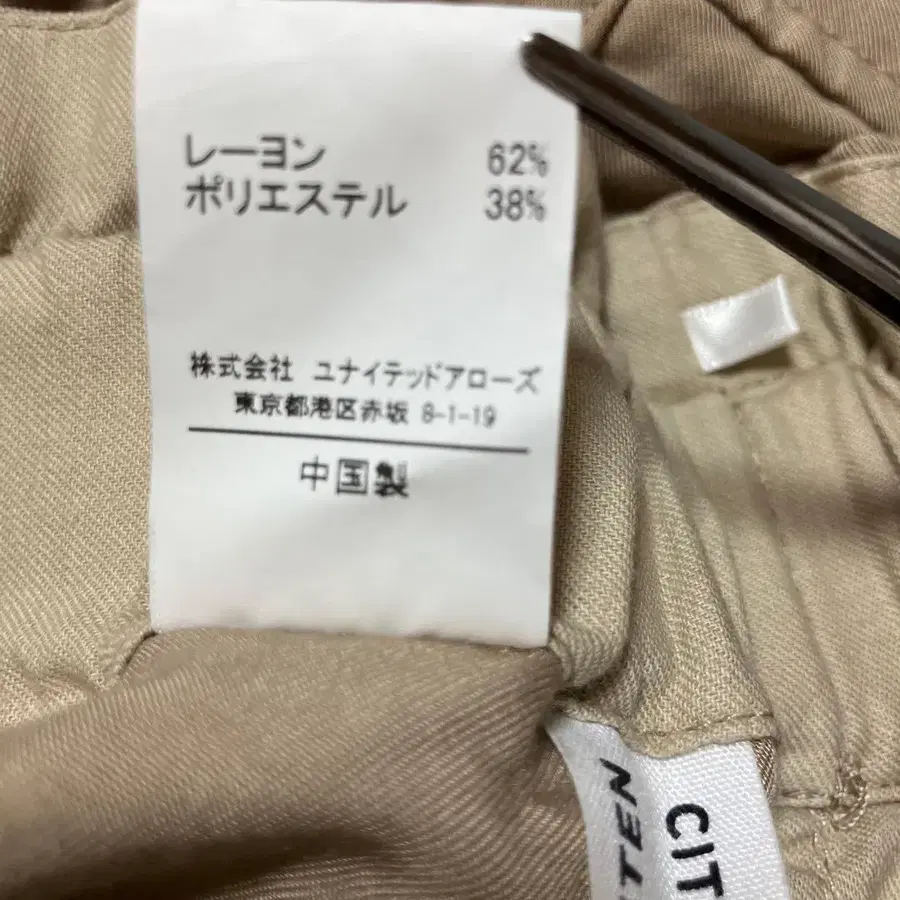 レーヨン 62%
ポリエステル 38%
株式会社 ユナイテッドアローズ
東京都港区赤坂 8-1-19
中国製
CIT
TEN